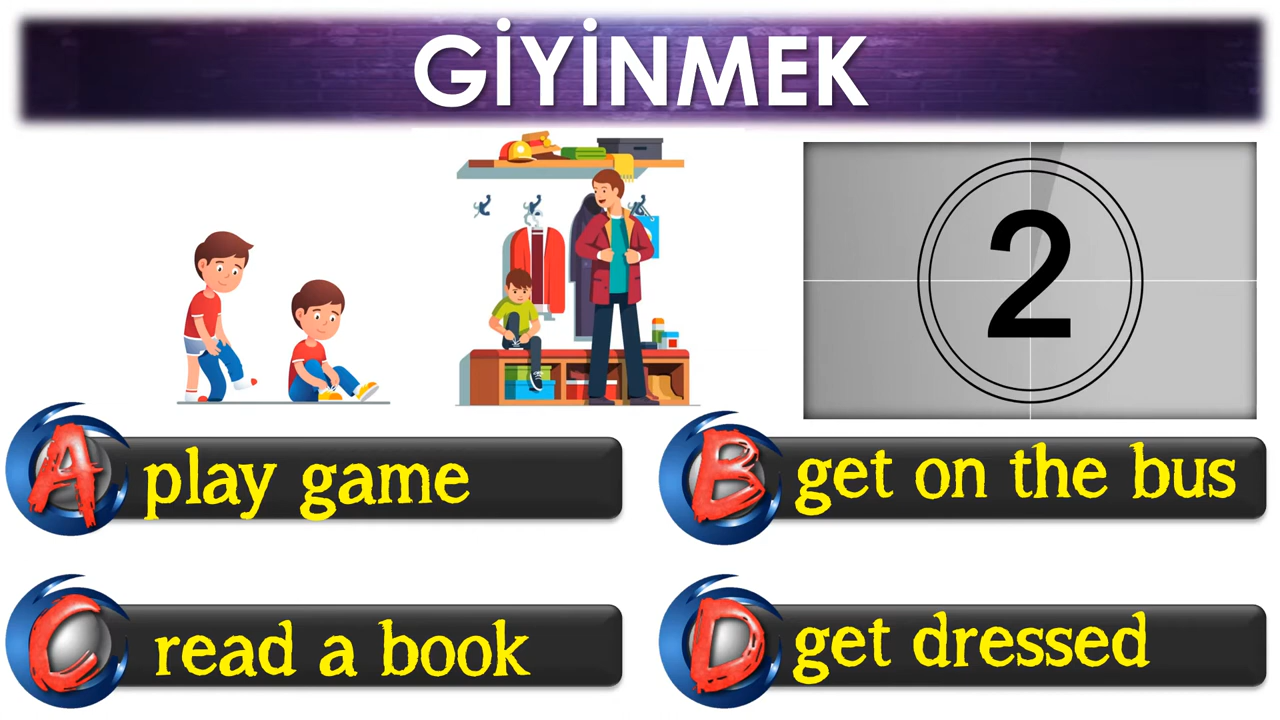 GİYİNMEK
2
A play game
B get on the bus
C read a book
D get dressed